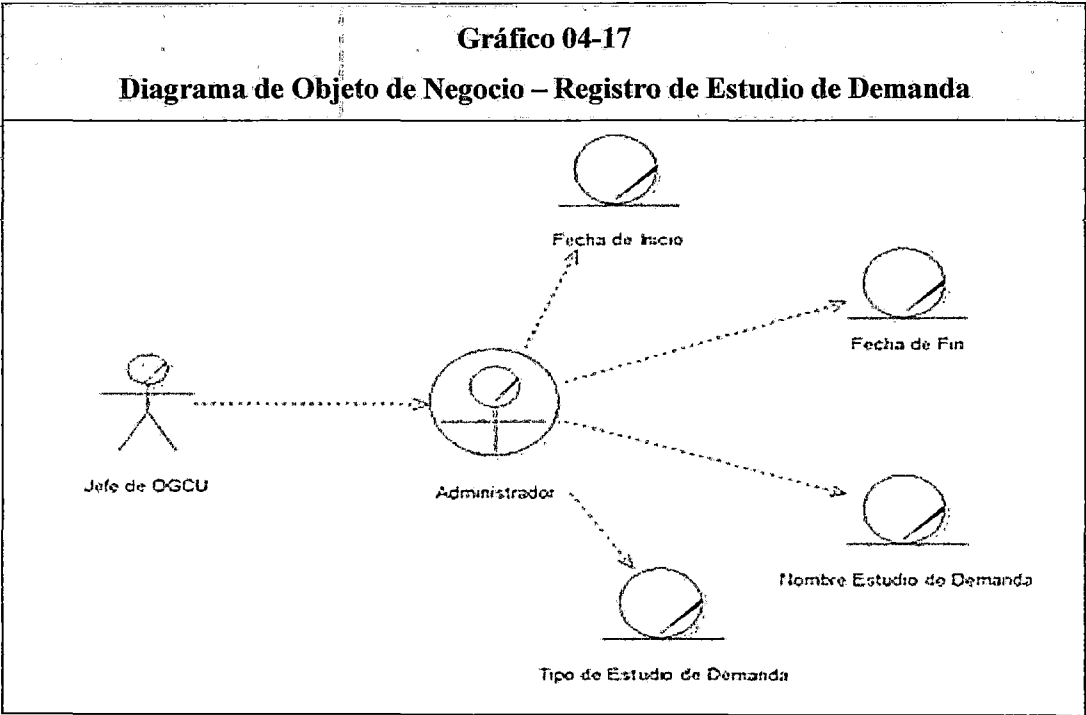 Gráfico 04-17
Diagrama de Objeto de Negocio – Registro de Estudio de Demanda
Fecha de Inicio
Fecha de Fin
Jefe de OGCU
Administrador
Nombre Estudio de Demanda
Tipo de Estudio de Demanda